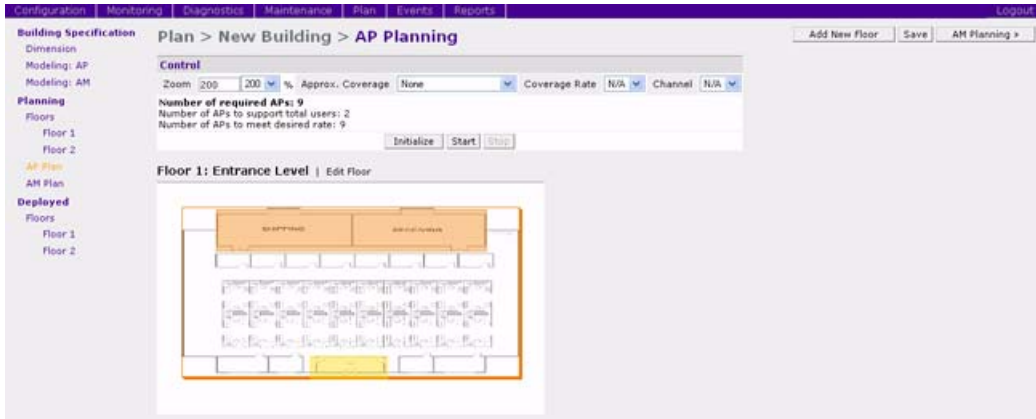 Configuration | Monitoring | Diagnostics | Maintenance | Plan | Events | Reports | Logout
Building Specification
Dimension
Modeling: AP
Modeling: AM
Planning
Floors
Floor 1
Floor 2
AP Plan
AM Plan
Deployed
Floors
Floor 1
Floor 2
Plan > New Building > AP Planning
Add New Floor Save AM Planning »
Control
Zoom 200 200 % Approx. Coverage None Coverage Rate N/A Channel N/A
Number of required APs: 9
Number of APs to support total users: 2
Number of APs to meet desired rate: 9
Initialize Start Stop
Floor 1: Entrance Level | Edit Floor
SHIPPING